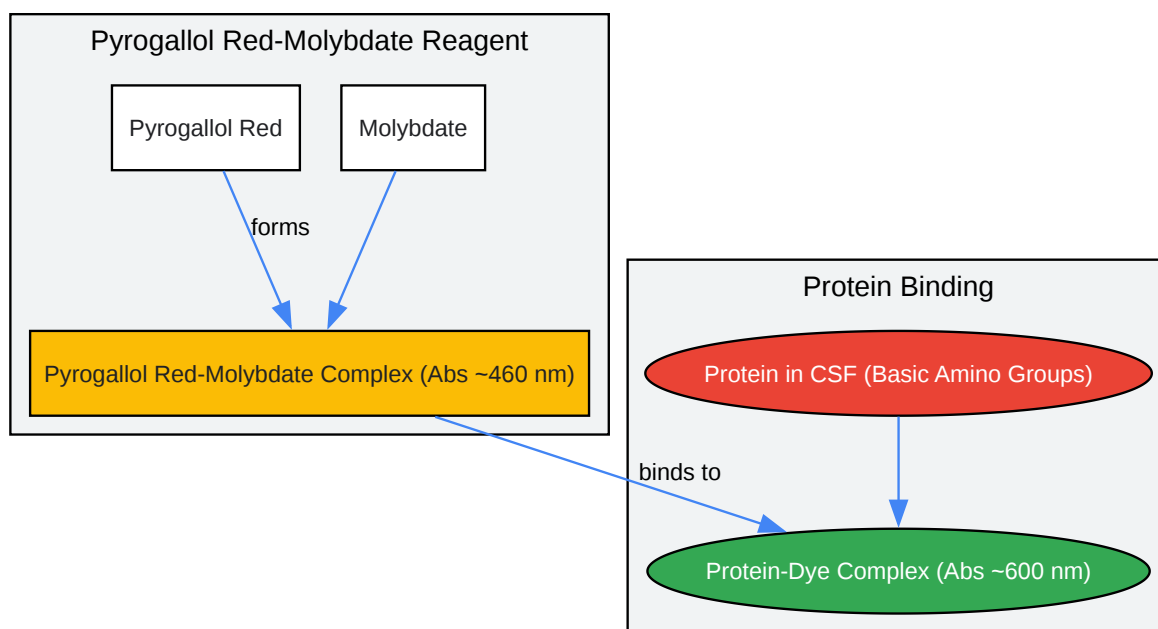 Pyrogallol Red-Molybdate Reagent
Pyrogallol Red
Molybdate
forms
Pyrogallol Red-Molybdate Complex (Abs ~460 nm)
Protein Binding
Protein in CSF (Basic Amino Groups)
binds to
Protein-Dye Complex (Abs ~600 nm)